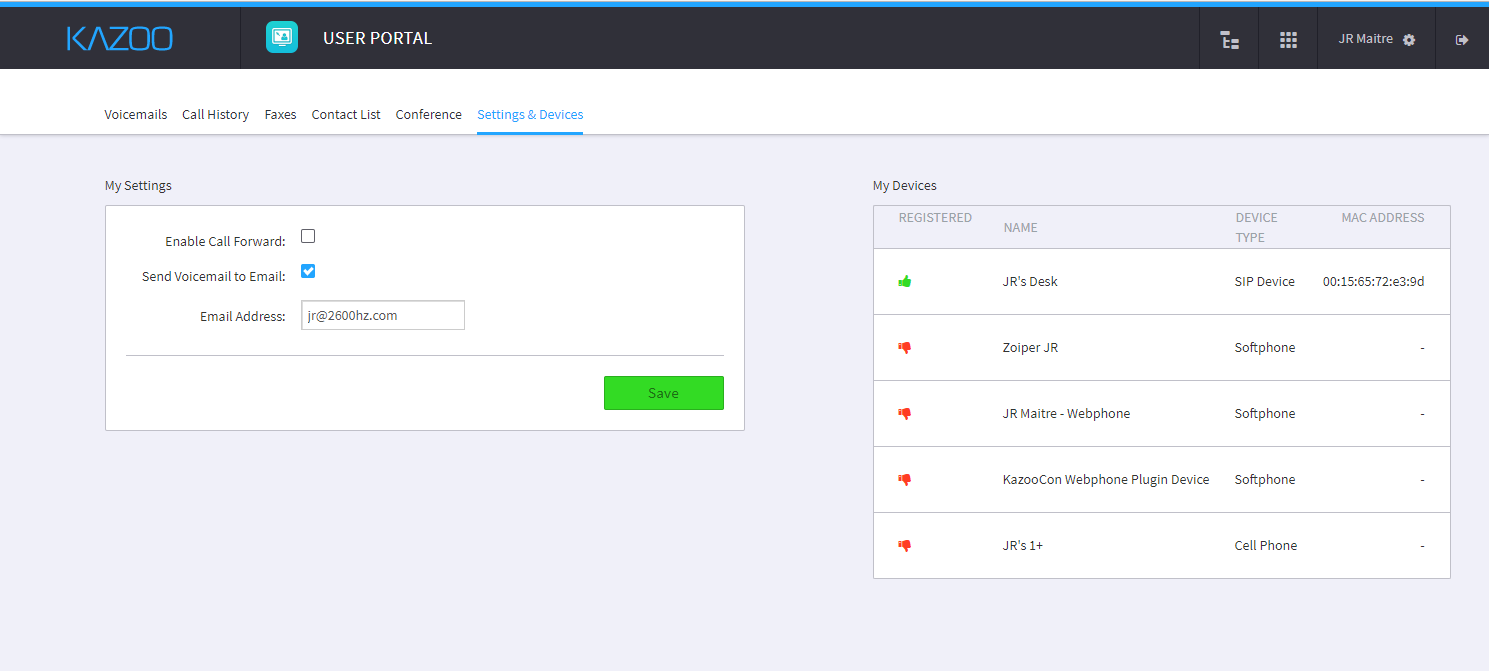 KAZOO
USER PORTAL
JR Maitre
Voicemails Call History Faxes Contact List Conference Settings & Devices
My Settings
Enable Call Forward:
Send Voicemail to Email:
Email Address: jr@2600hz.com
Save
My Devices
REGISTERED NAME DEVICE TYPE MAC ADDRESS
JR's Desk SIP Device 00:15:65:72:e3:9d
Zoiper JR Softphone -
JR Maitre - Webphone Softphone -
KazooCon Webphone Plugin Device Softphone -
JR's 1+ Cell Phone -